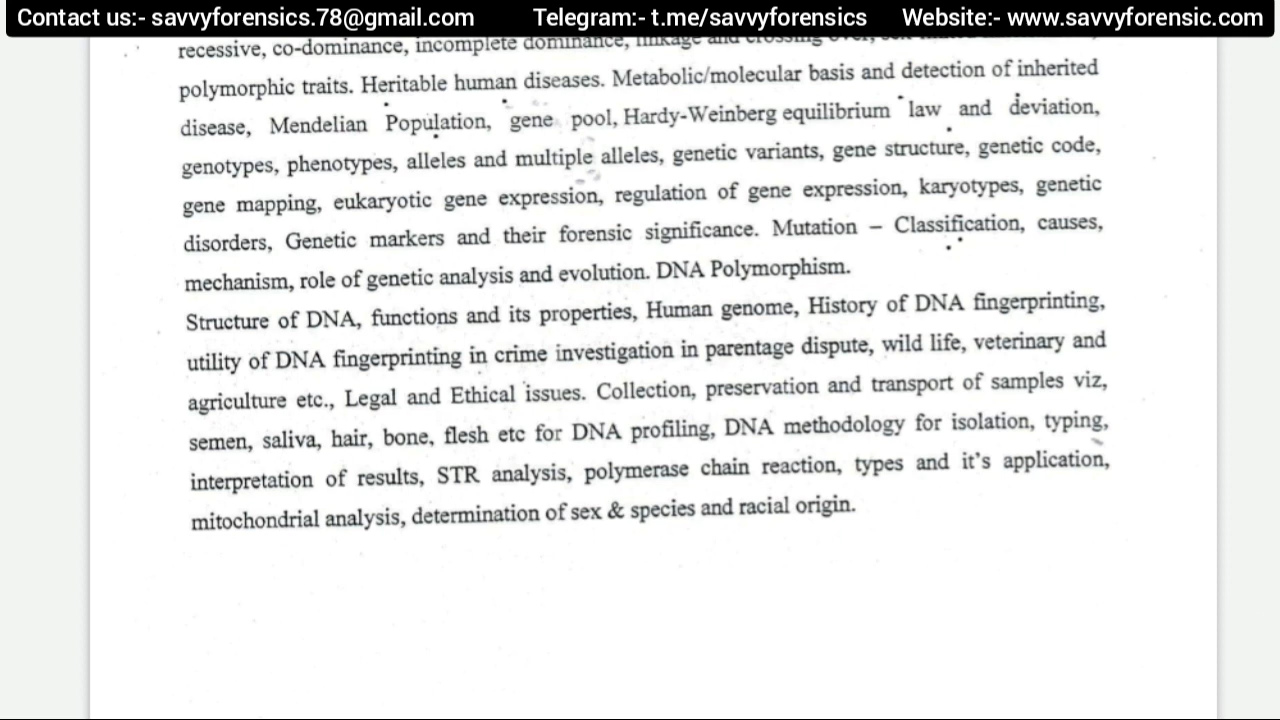 Contact us:- savvyforensics.78@gmail.com Telegram:- t.me/savvyforensics Website:- www.savvyforensic.com
recessive, co-dominance, incomplete dominance, linkage and crossing over,
polymorphic traits. Heritable human diseases. Metabolic/molecular basis and detection of inherited
disease, Mendelian Population, gene pool, Hardy-Weinberg equilibrium law and deviation,
genotypes, phenotypes, alleles and multiple alleles, genetic variants, gene structure, genetic code,
gene mapping, eukaryotic gene expression, regulation of gene expression, karyotypes, genetic
disorders, Genetic markers and their forensic significance. Mutation – Classification, causes,
mechanism, role of genetic analysis and evolution. DNA Polymorphism.
Structure of DNA, functions and its properties, Human genome, History of DNA fingerprinting,
utility of DNA fingerprinting in crime investigation in parentage dispute, wild life, veterinary and
agriculture etc., Legal and Ethical issues. Collection, preservation and transport of samples viz,
semen, saliva, hair, bone, flesh etc for DNA profiling, DNA methodology for isolation, typing,
interpretation of results, STR analysis, polymerase chain reaction, types and it's application,
mitochondrial analysis, determination of sex & species and racial origin.